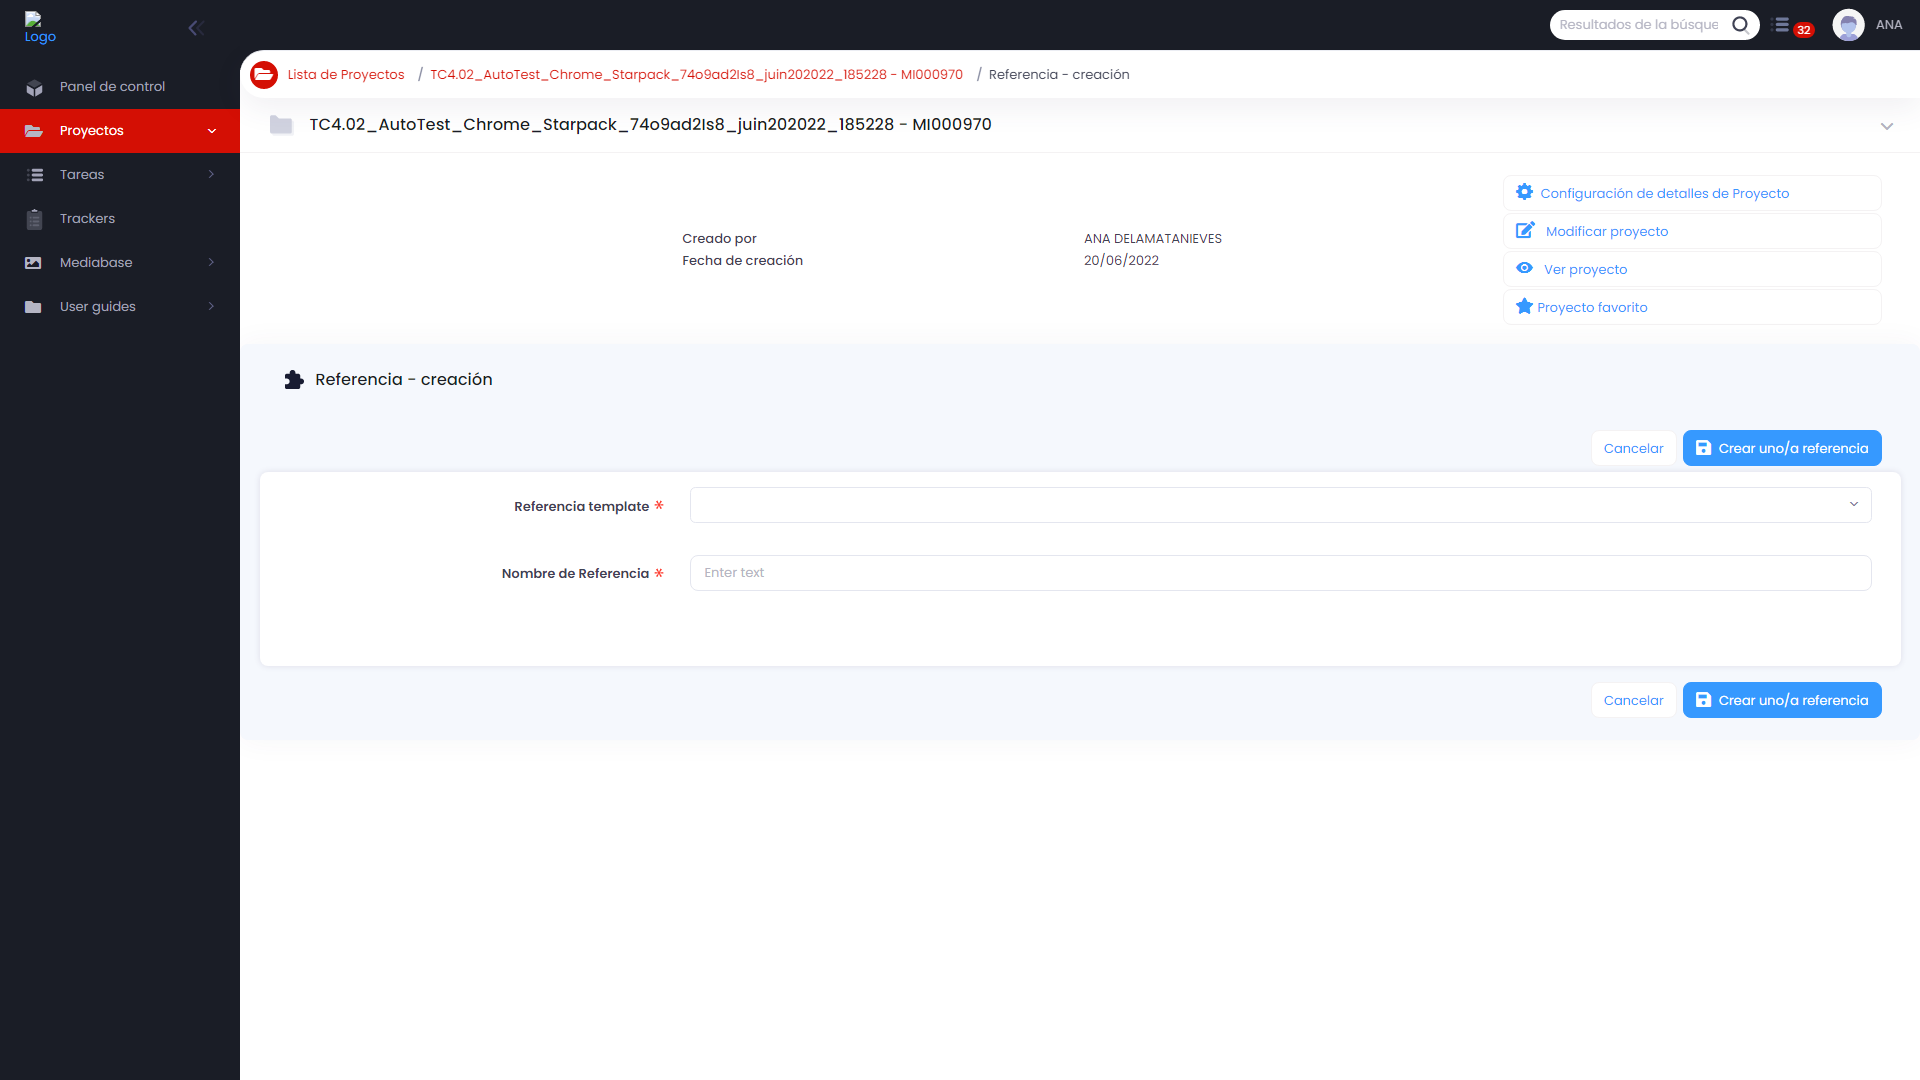 Logo
Resultados de la búsque
32
ANA
Panel de control
Proyectos
Tareas
Trackers
Mediabase
User guides
Lista de Proyectos / TC4.02_AutoTest_Chrome_Starpack_74o9ad2Is8_juin202022_185228 - MI000970 / Referencia - creación
TC4.02_AutoTest_Chrome_Starpack_74o9ad2Is8_juin202022_185228 - MI000970
Configuración de detalles de Proyecto
Modificar proyecto
Ver proyecto
Proyecto favorito
Creado por ANA DELAMATANIEVES
Fecha de creación 20/06/2022
Referencia - creación
Cancelar Crear uno/a referencia
Referencia template *
Nombre de Referencia * Enter text
Cancelar Crear uno/a referencia